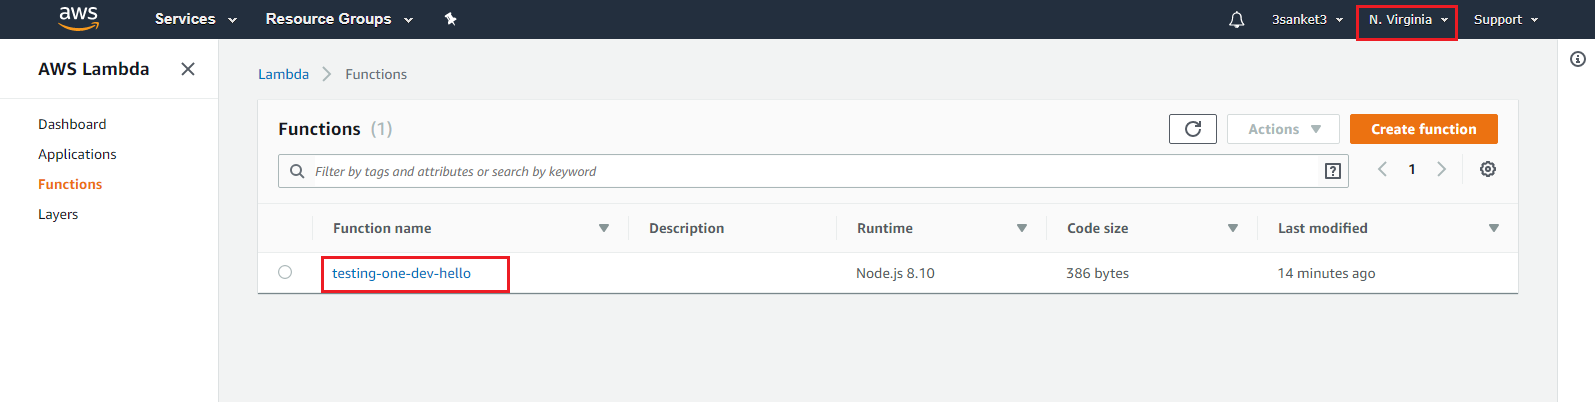 aws Services Resource Groups 3sanket3 N. Virginia Support
AWS Lambda
Dashboard
Applications
Functions
Layers
Lambda Functions
Functions (1) Actions Create function
Filter by tags and attributes or search by keyword ? 1
Function name Description Runtime Code size Last modified
testing-one-dev-hello Node.js 8.10 386 bytes 14 minutes ago